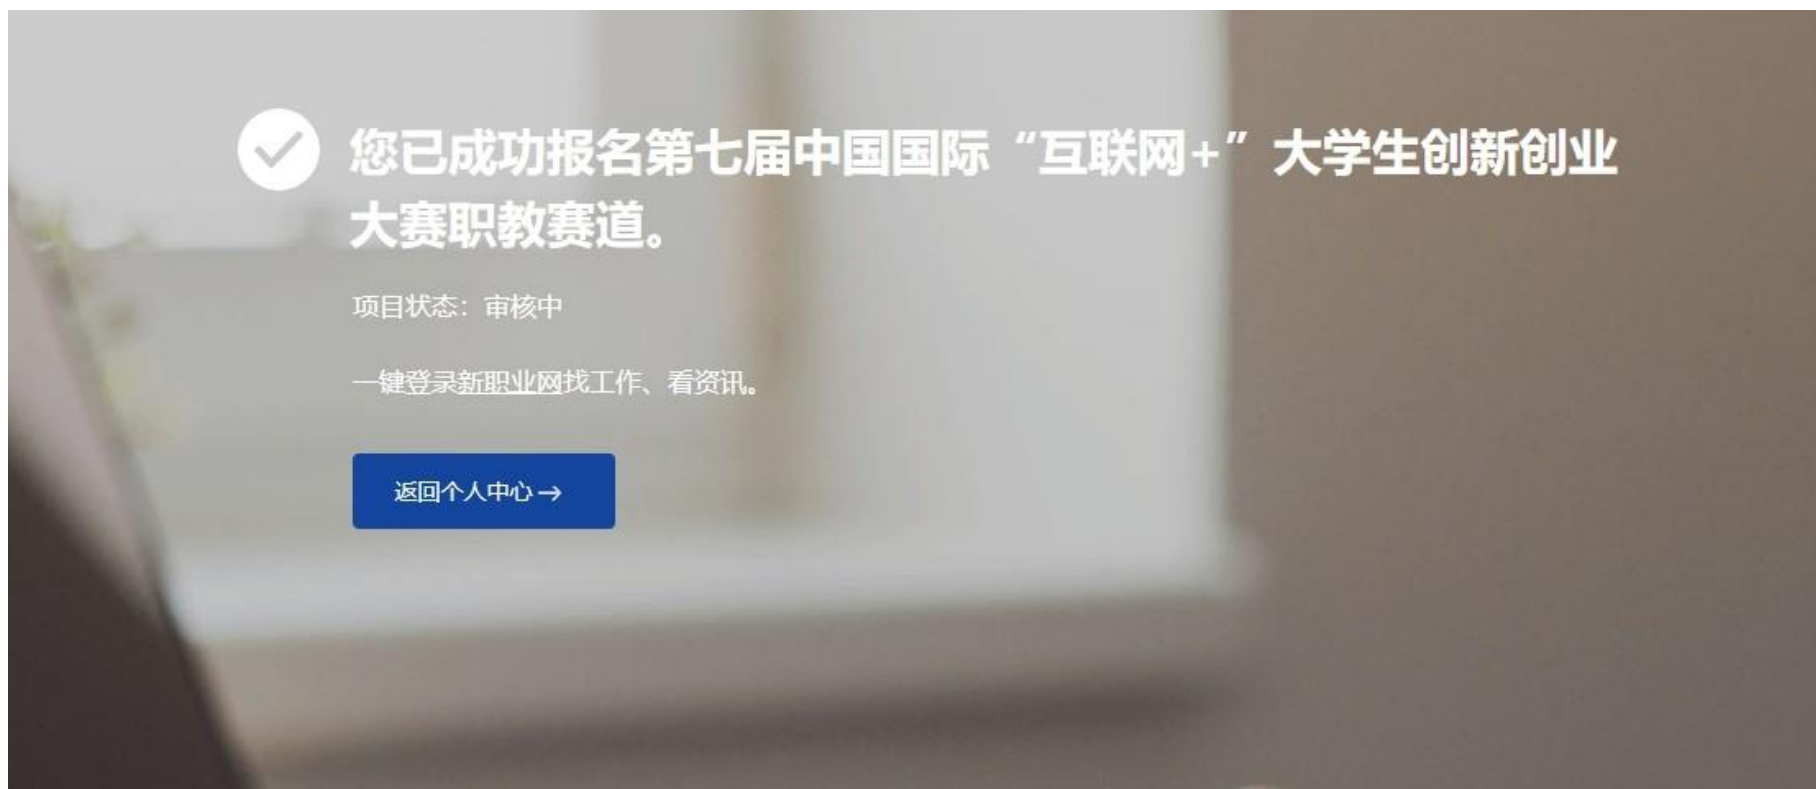 您已成功报名第七届中国国际“互联网+”大学生创新创业
大赛职教赛道。
项目状态：审核中
一键登录新职业网找工作、看资讯。
返回个人中心→